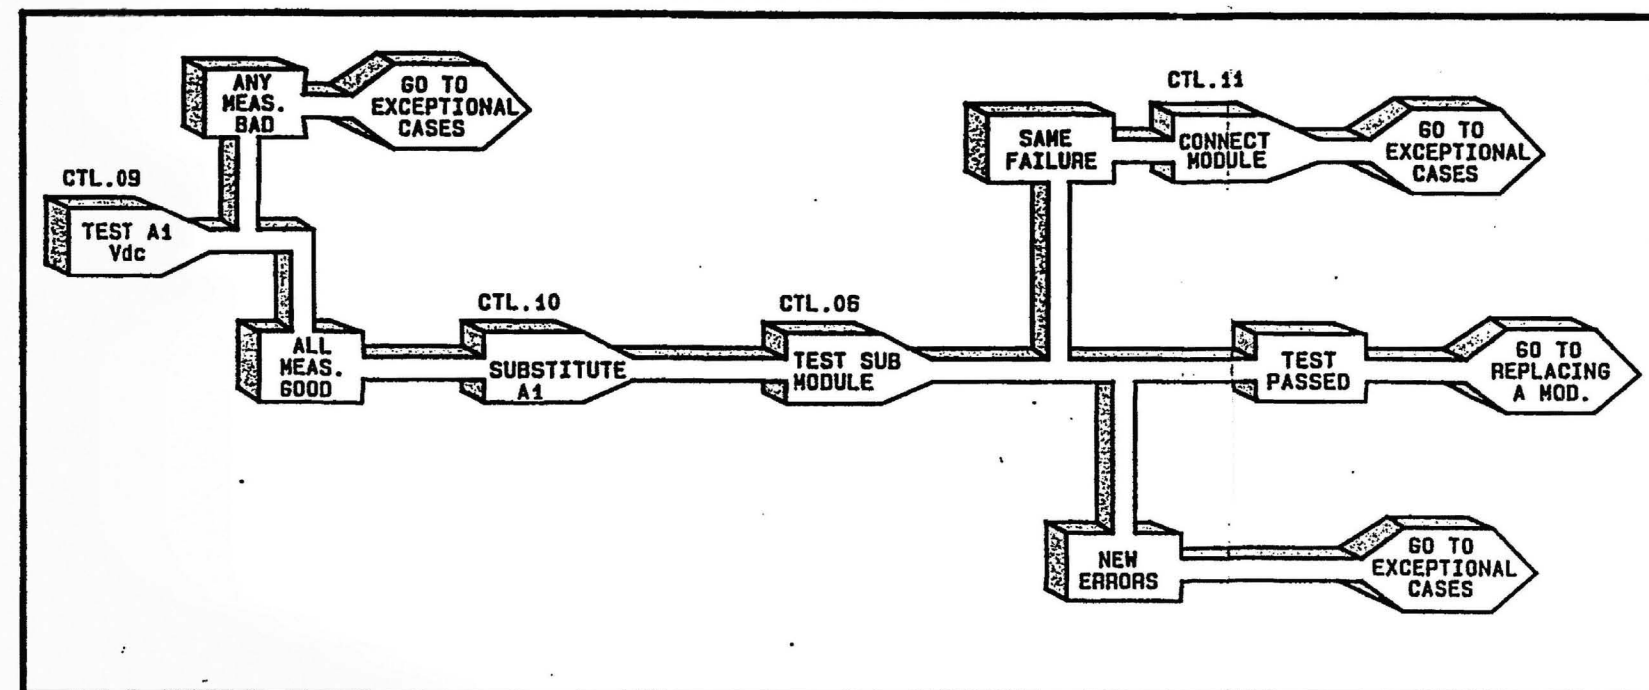 ANY
MEAS.
BAD
GO TO
EXCEPTIONAL
CASES
CTL.09
TEST A1
Vdc
ALL
MEAS.
GOOD
CTL.10
SUBSTITUTE
A1
CTL.06
TEST SUB
MODULE
SAME
FAILURE
CTL.11
CONNECT
MODULE
GO TO
EXCEPTIONAL
CASES
TEST
PASSED
GO TO
REPLACING
A MOD.
NEW
ERRORS
GO TO
EXCEPTIONAL
CASES